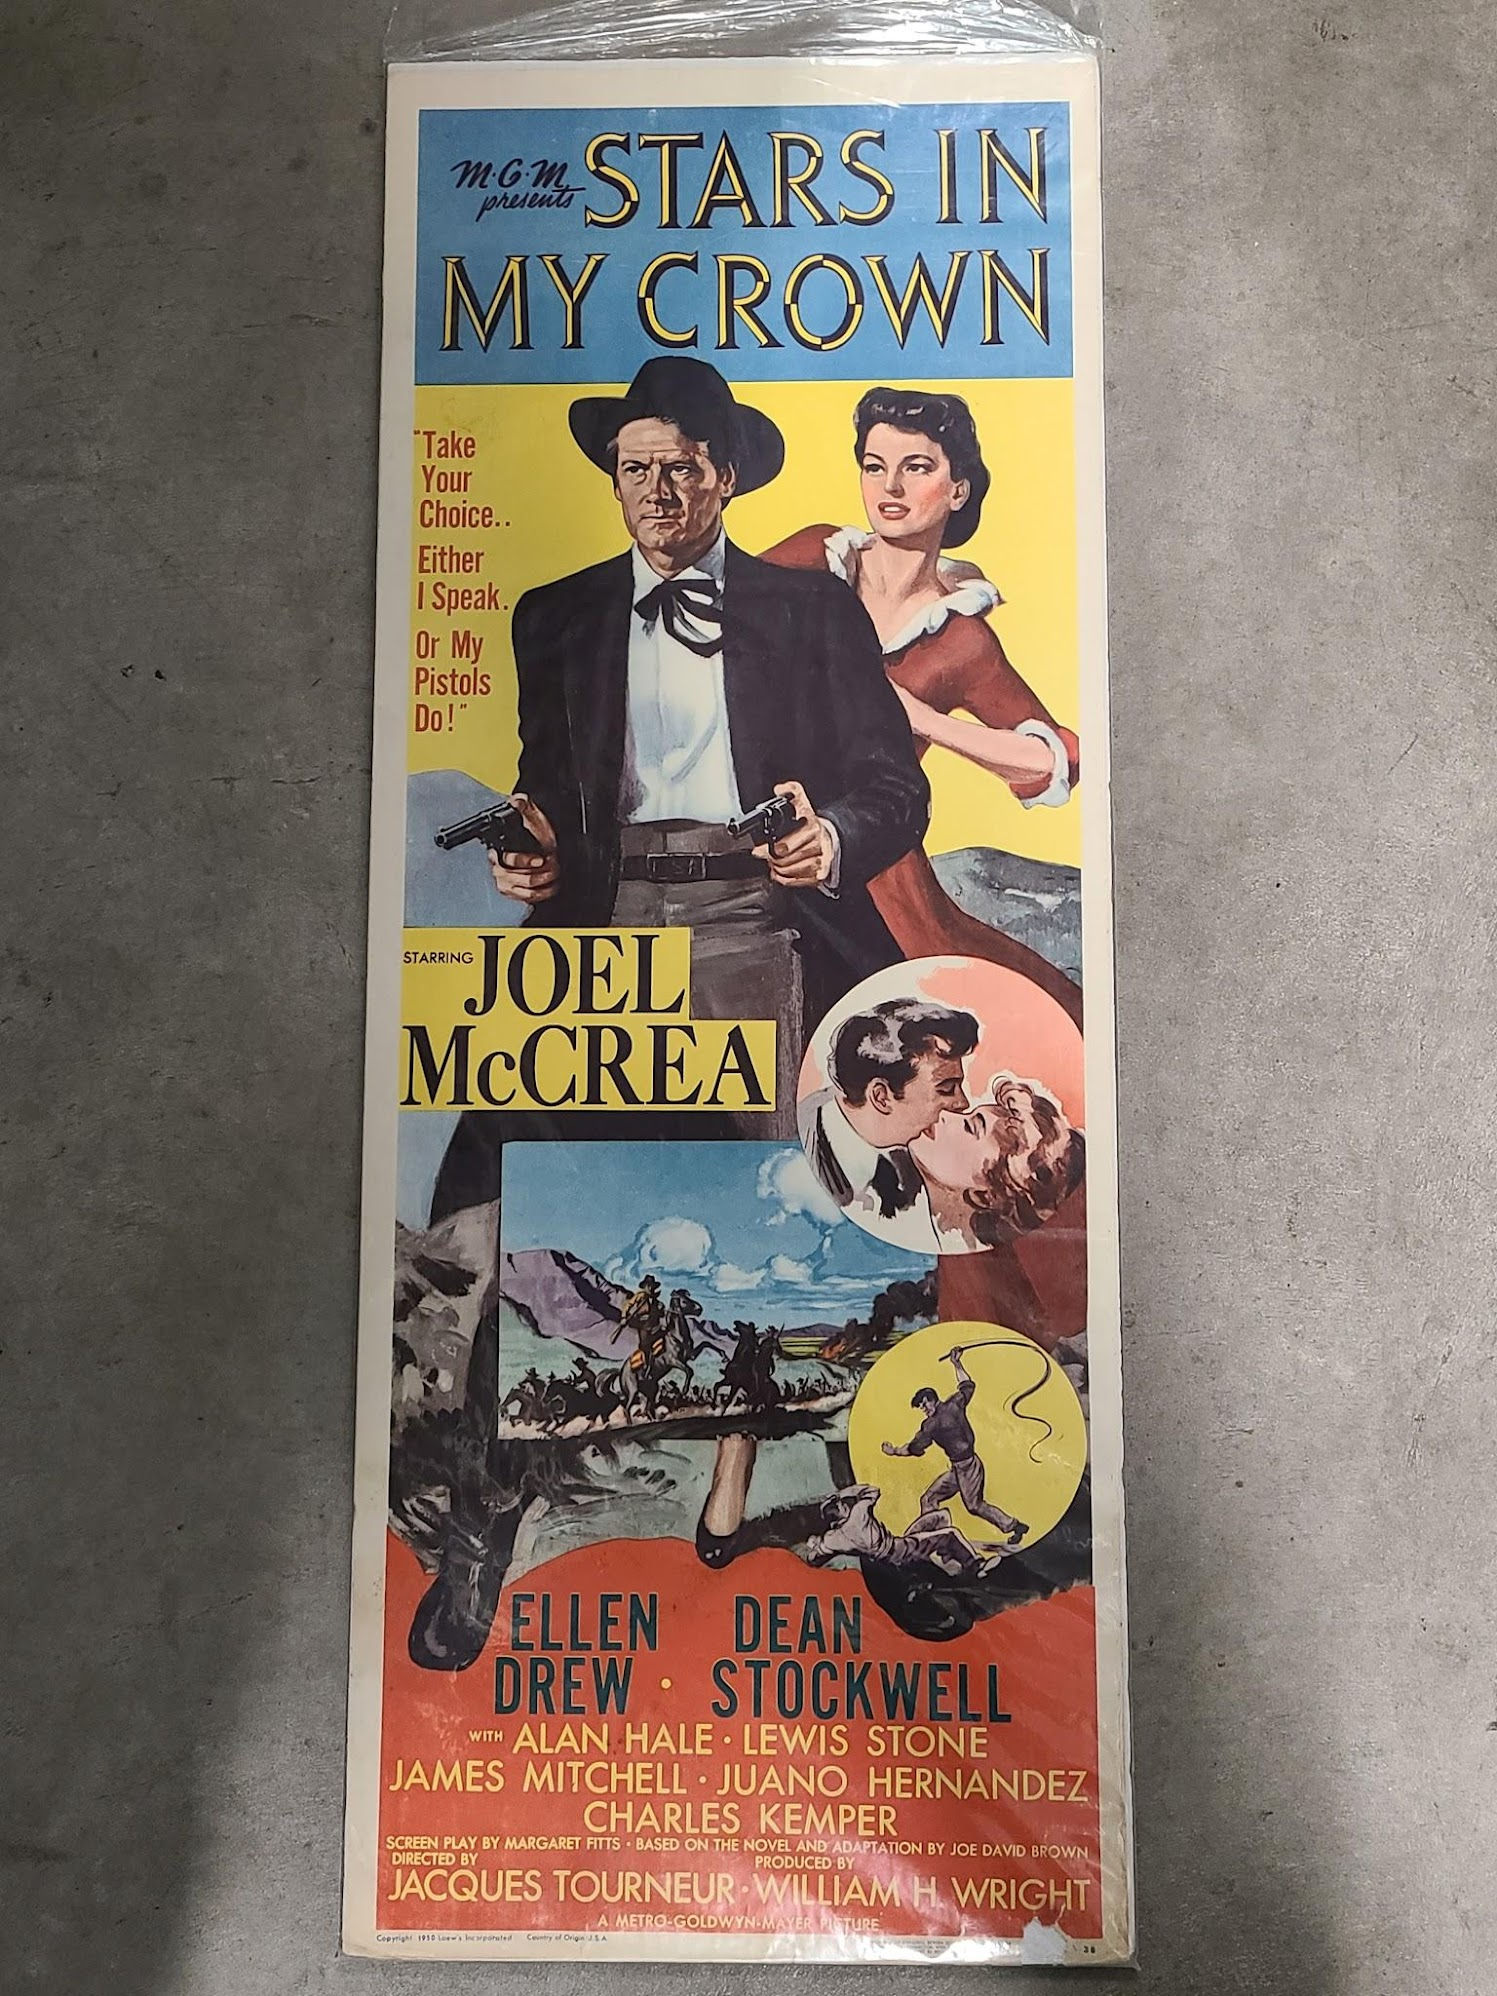 M·G·M
presents
STARS IN
MY CROWN
"Take
Your
Choice..
Either
I Speak.
Or My
Pistols
Do!"
STARRING JOEL
McCREA
ELLEN DEAN
DREW · STOCKWELL
WITH ALAN HALE · LEWIS STONE
JAMES MITCHELL · JUANO HERNANDEZ
CHARLES KEMPER
SCREEN PLAY BY MARGARET FITTS · BASED ON THE NOVEL AND ADAPTATION BY JOE DAVID BROWN
DIRECTED BY PRODUCED BY
JACQUES TOURNEUR · WILLIAM H. WRIGHT
A METRO-GOLDWYN-MAYER PICTURE
Copyright 1950 Loew's Incorporated Country of Origin U.S.A.
38